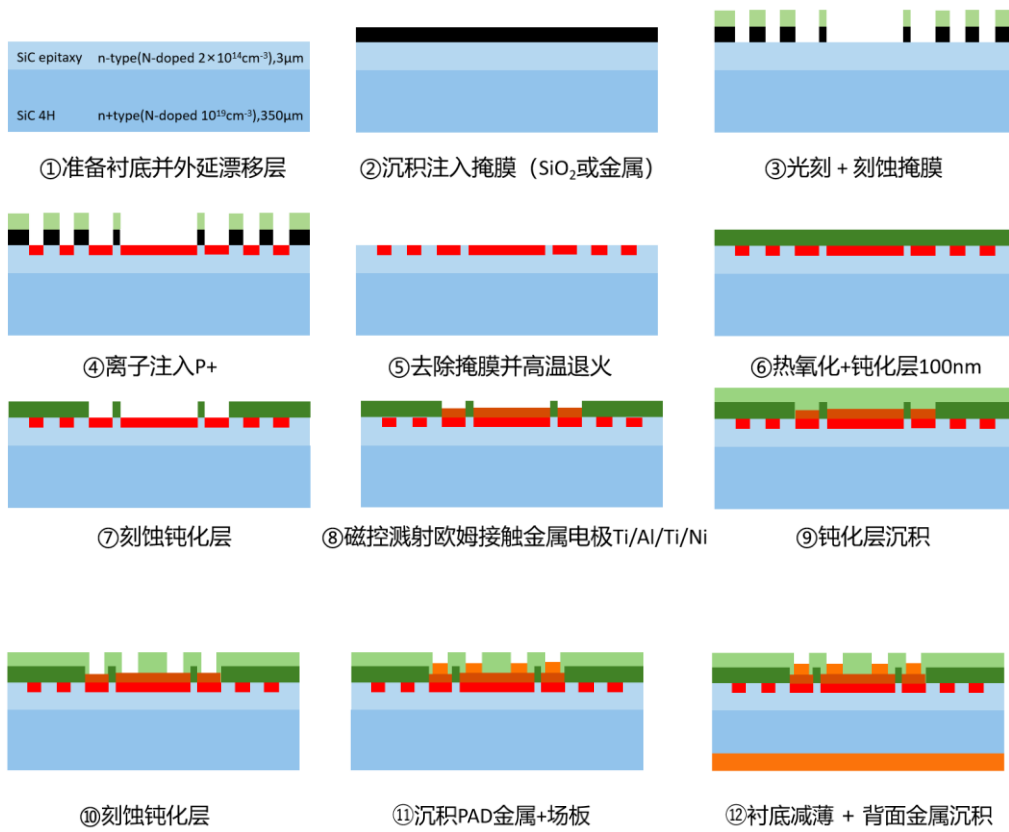 SiC epitaxy n-type(N-doped 2×10¹⁴cm⁻³),3μm
SiC 4H n+type(N-doped 10¹⁹cm⁻³),350μm
①准备衬底并外延漂移层
②沉积注入掩膜（SiO₂或金属）
③光刻 + 刻蚀掩膜
④离子注入P+
⑤去除掩膜并高温退火
⑥热氧化+钝化层100nm
⑦刻蚀钝化层
⑧磁控溅射欧姆接触金属电极Ti/Al/Ti/Ni
⑨钝化层沉积
⑩刻蚀钝化层
⑪沉积PAD金属+场板
⑫衬底减薄 + 背面金属沉积